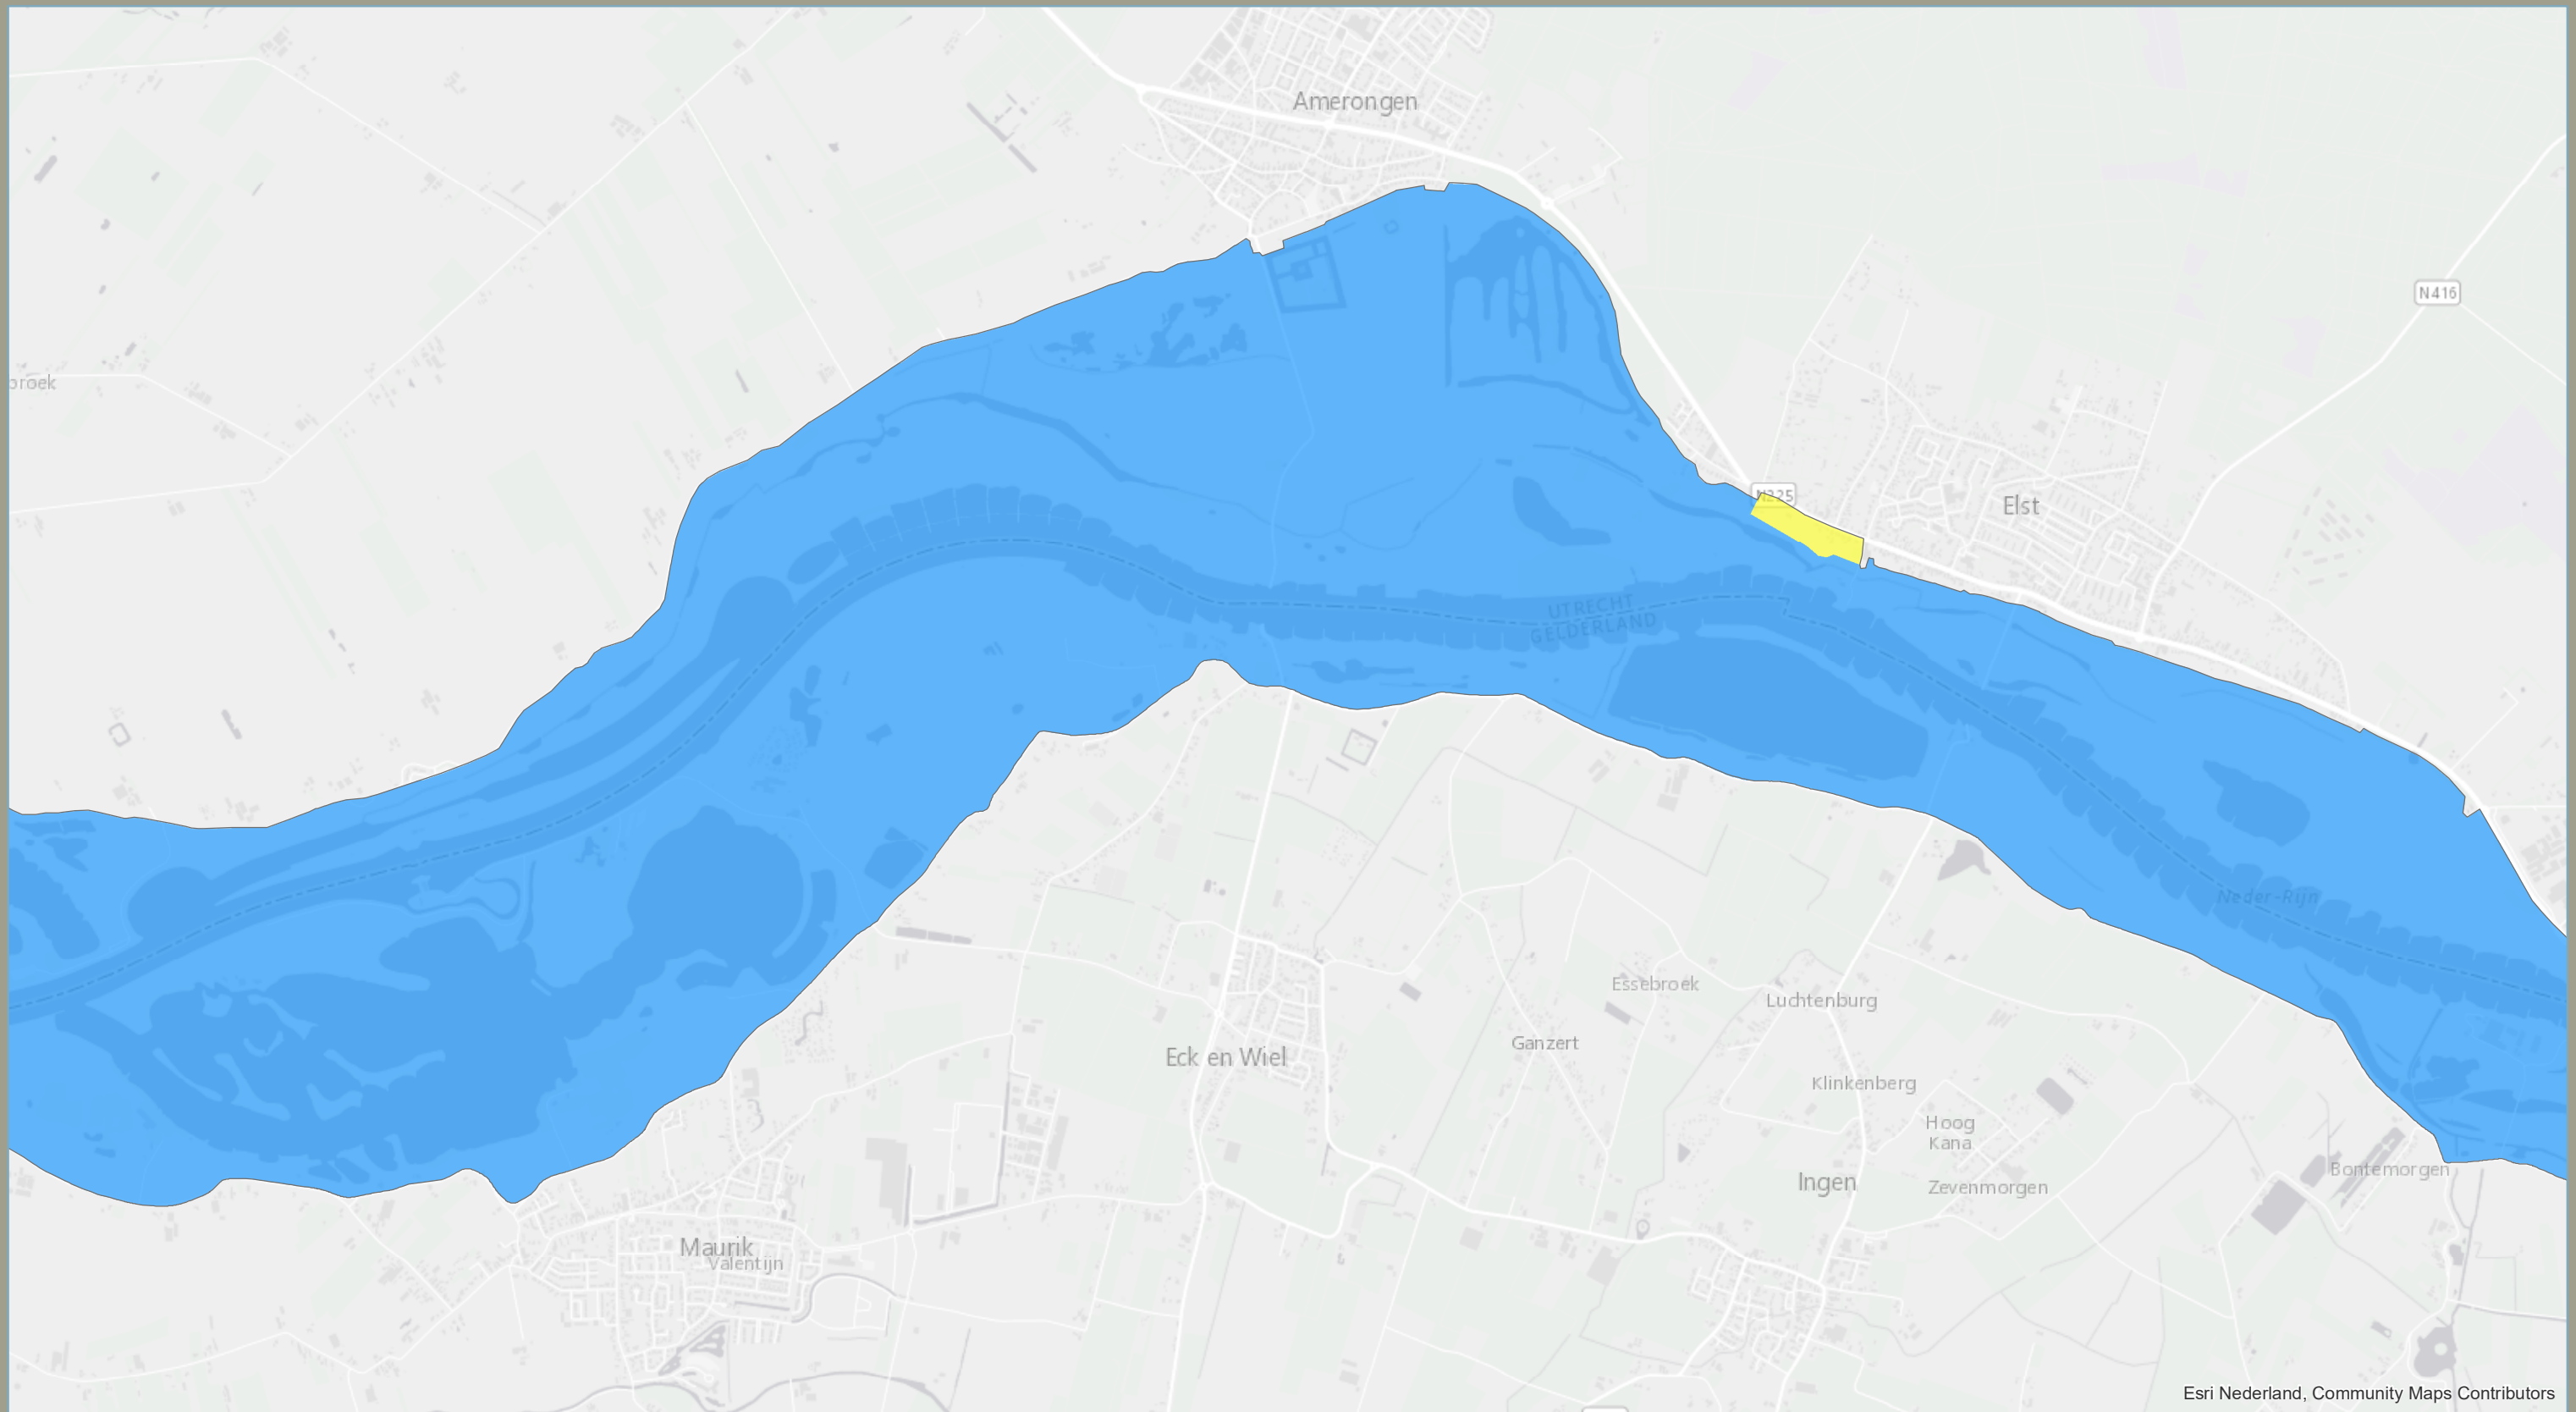 Amerongen
N416
broek
N225
Elst
UTRECHT
GELDERLAND
Neder-Rijn
Essebroek
Luchtenburg
Ganzert
Eck en Wiel
Klinkenberg
Hoog
Kana
Bontemorgen
Ingen
Zevenmorgen
Maurik
Valentijn
Esri Nederland, Community Maps Contributors